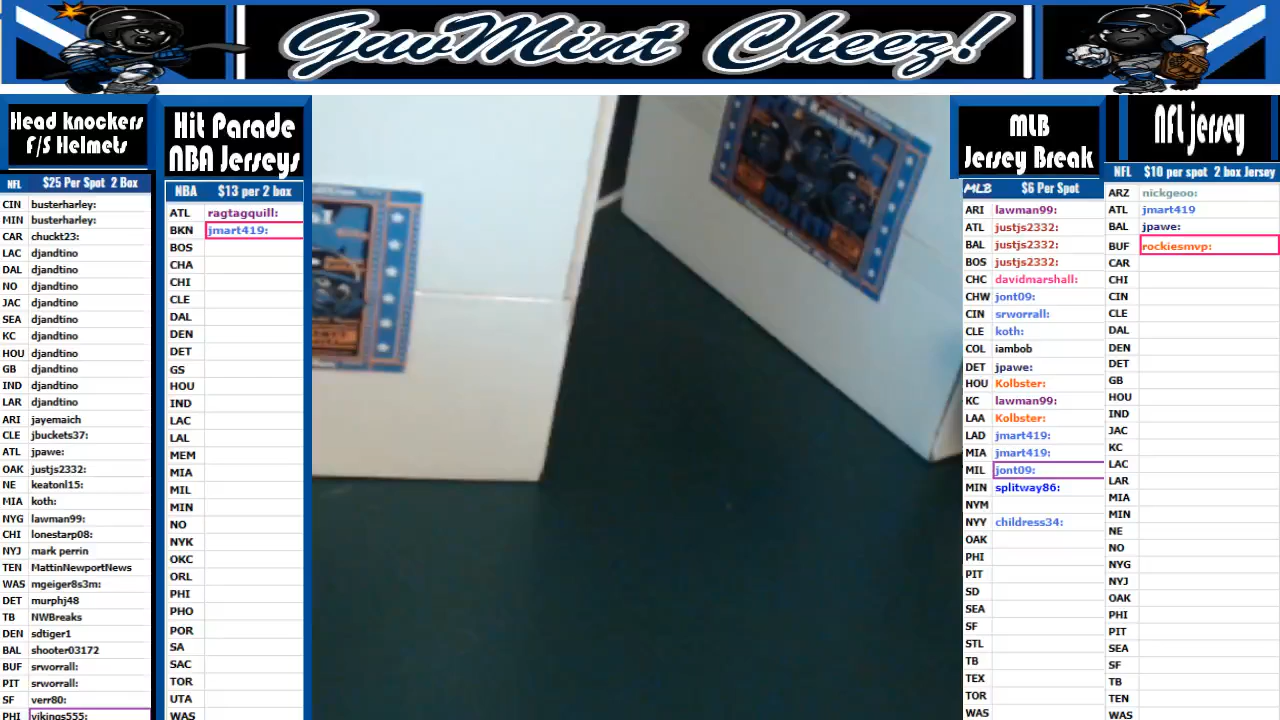 GuvMint Cheez!
Head knockers
F/S Helmets
NFL $25 Per Spot 2 Box
CIN busterharley:
MIN busterharley:
CAR chuckt23:
LAC djandtino
DAL djandtino
NO djandtino
JAC djandtino
SEA djandtino
KC djandtino
HOU djandtino
GB djandtino
IND djandtino
LAR djandtino
ARI jayemaich
CLE jbuckets37:
ATL jpawe:
OAK justjs2332:
NE keatonl15:
MIA koth:
NYG lawman99:
CHI lonestarp08:
NYJ mark perrin
TEN MattinNewportNews
WAS mgeiger8s3m:
DET murphj48
TB NWBreaks
DEN sdtiger1
BAL shooter03172
BUF srworrall:
PIT srworrall:
SF verr80:
PHI vikings555:
Hit Parade
NBA Jerseys
NBA $13 per 2 box
ATL ragtagquill:
BKN jmart419:
BOS
CHA
CHI
CLE
DAL
DEN
DET
GS
HOU
IND
LAC
LAL
MEM
MIA
MIL
MIN
NO
NYK
OKC
ORL
PHI
PHO
POR
SA
SAC
TOR
UTA
WAS
MLB
Jersey Break
MLB $6 Per Spot
ARI lawman99:
ATL justjs2332:
BAL justjs2332:
BOS justjs2332:
CHC davidmarshall:
CHW jont09:
CIN srworrall:
CLE koth:
COL iambob
DET jpawe:
HOU Kolbster:
KC lawman99:
LAA Kolbster:
LAD jmart419:
MIA jmart419:
MIL jont09:
MIN splitway86:
NYM
NYY childress34:
OAK
PHI
PIT
SD
SEA
SF
STL
TB
TEX
TOR
WAS
NFL jersey
NFL $10 per spot 2 box Jersey
ARZ nickgeoo:
ATL jmart419
BAL jpawe:
BUF rockiesmvp:
CAR
CHI
CIN
CLE
DAL
DEN
DET
GB
HOU
IND
JAC
KC
LAC
LAR
MIA
MIN
NE
NO
NYG
NYJ
OAK
PHI
PIT
SEA
SF
TB
TEN
WAS